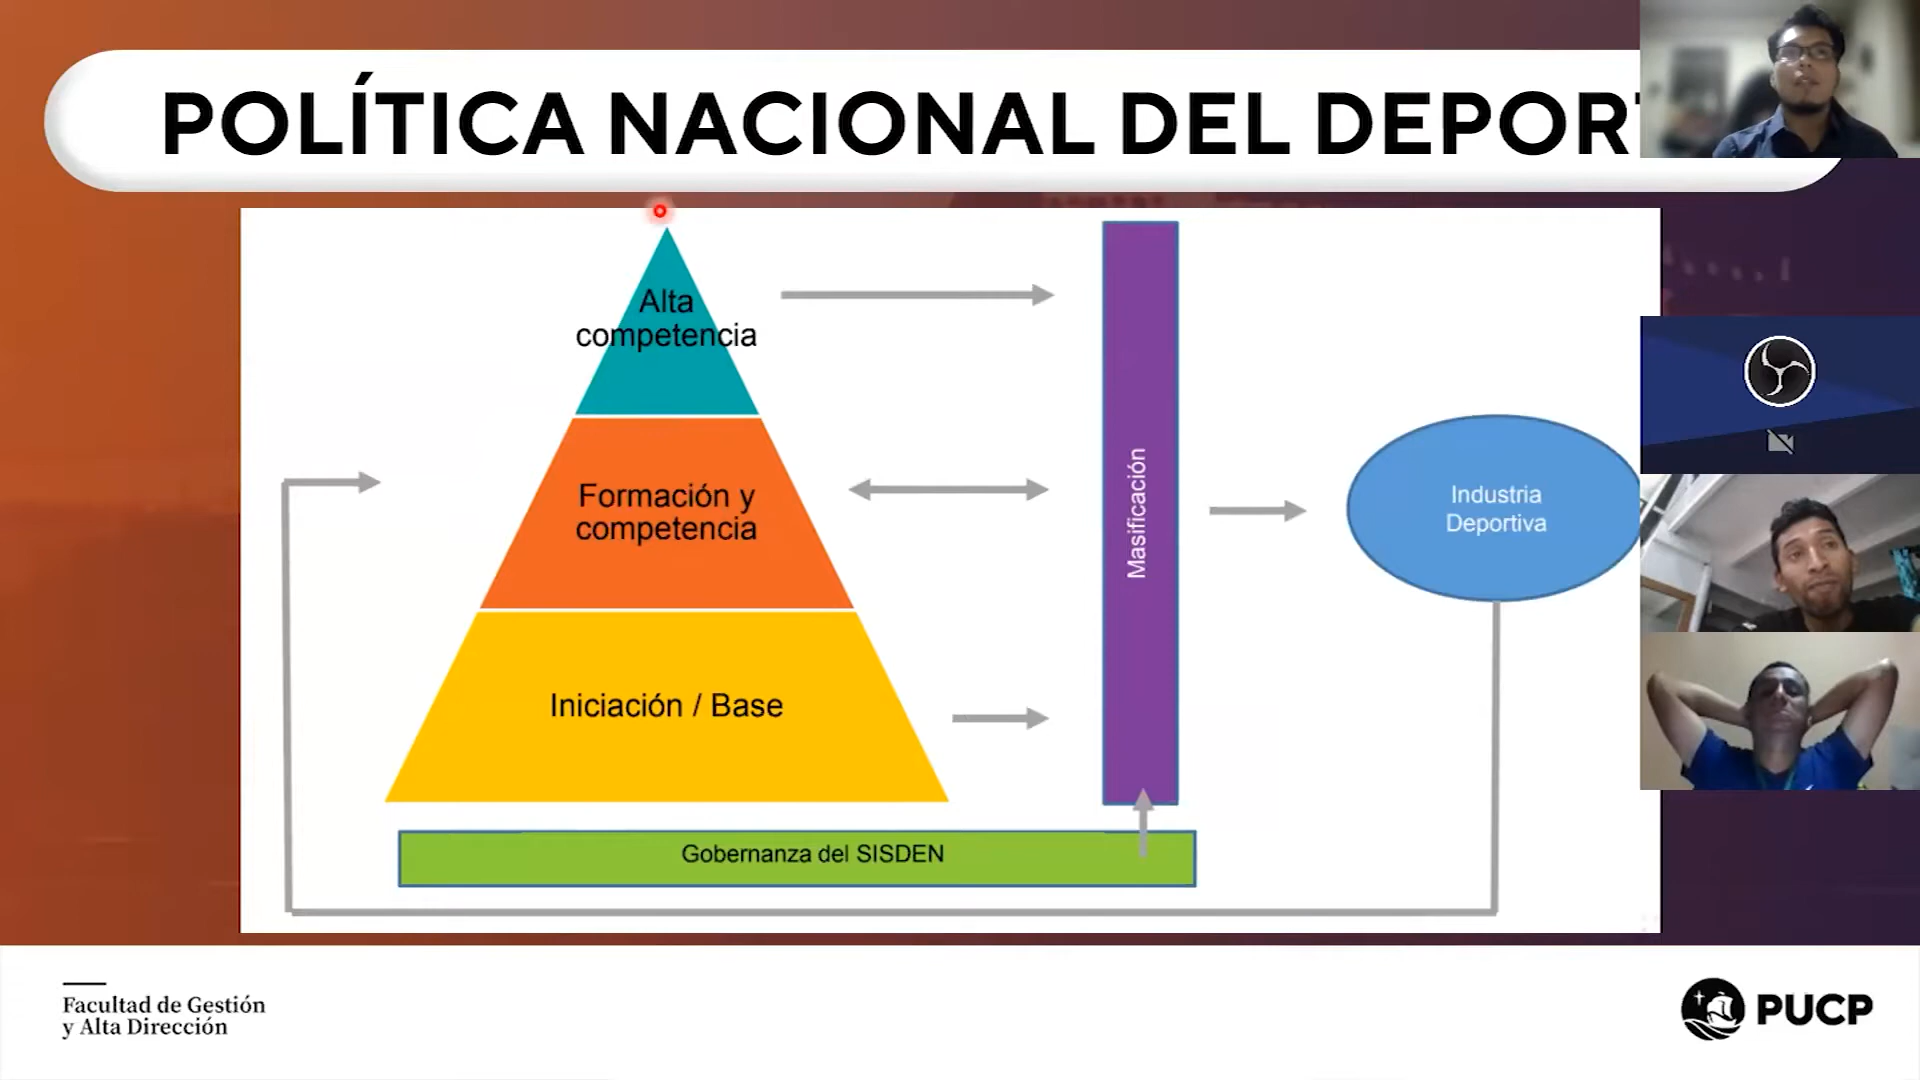 POLÍTICA NACIONAL DEL DEPOR
Alta
competencia
Formación y
competencia
Iniciación / Base
Masificación
Industria
Deportiva
Gobernanza del SISDEN
Facultad de Gestión
y Alta Dirección
PUCP